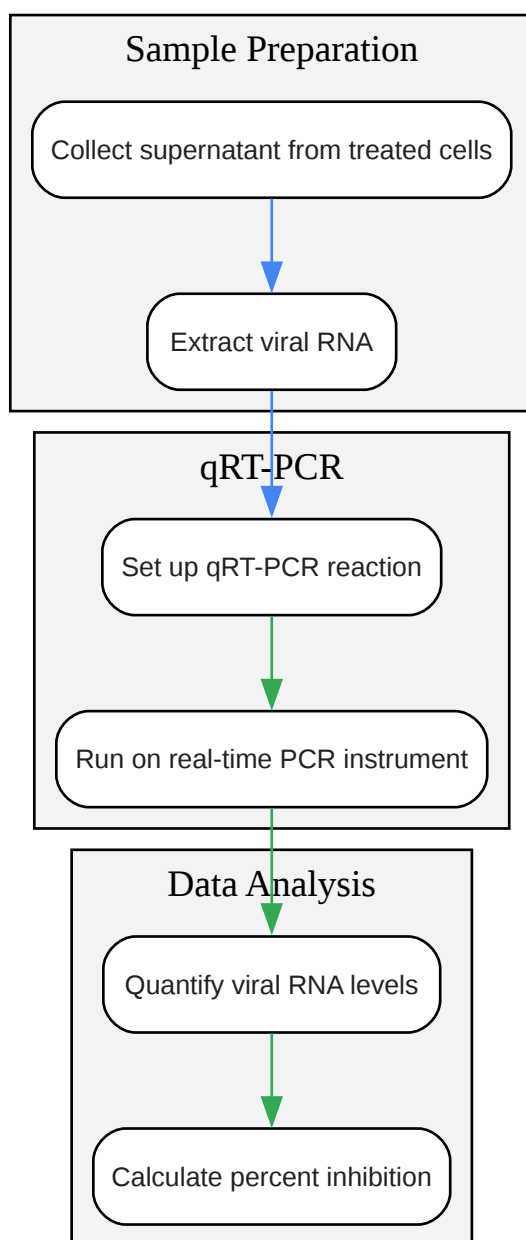 Sample Preparation
Collect supernatant from treated cells
Extract viral RNA
qRT-PCR
Set up qRT-PCR reaction
Run on real-time PCR instrument
Data Analysis
Quantify viral RNA levels
Calculate percent inhibition